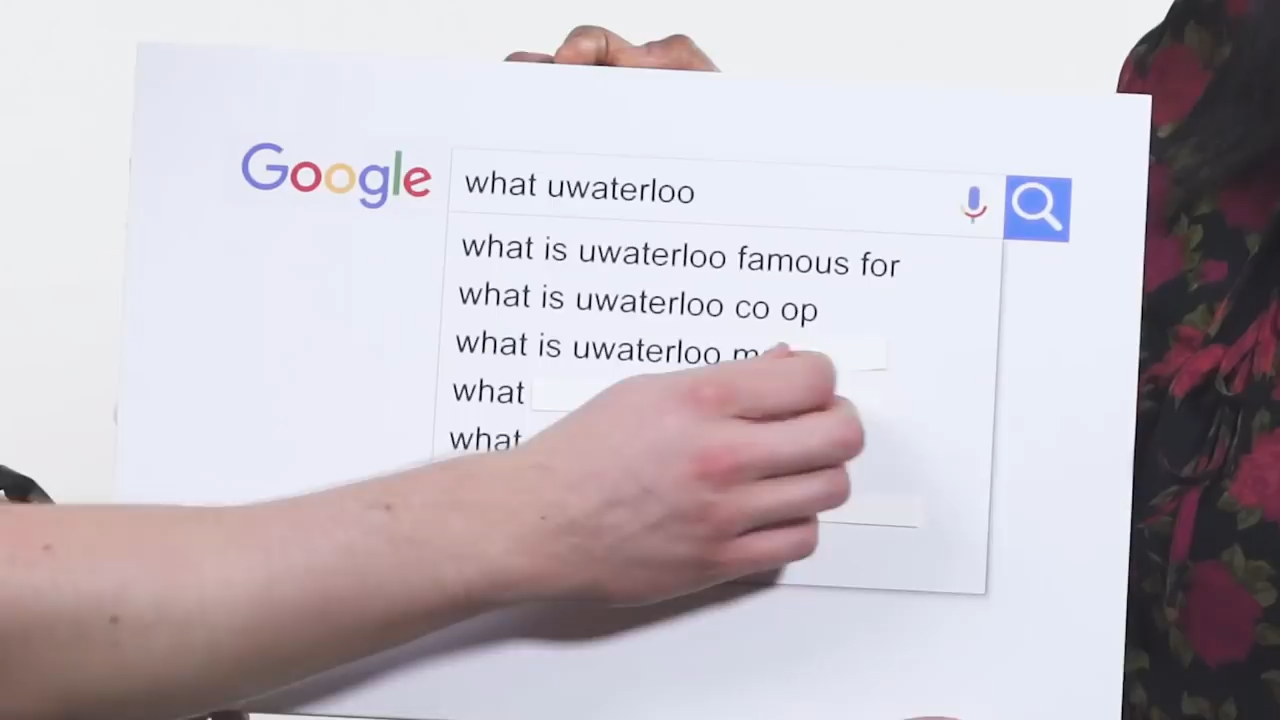 Google
what uwaterloo
what is uwaterloo famous for
what is uwaterloo co op
what is uwaterloo
what
what